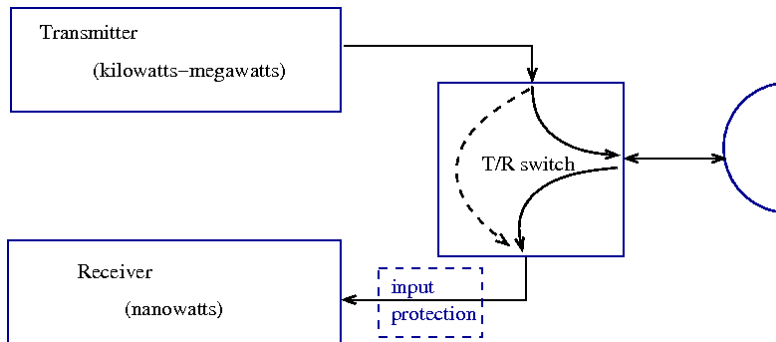 Transmitter
(kilowatts−megawatts)
T/R switch
Receiver
(nanowatts)
input
protection